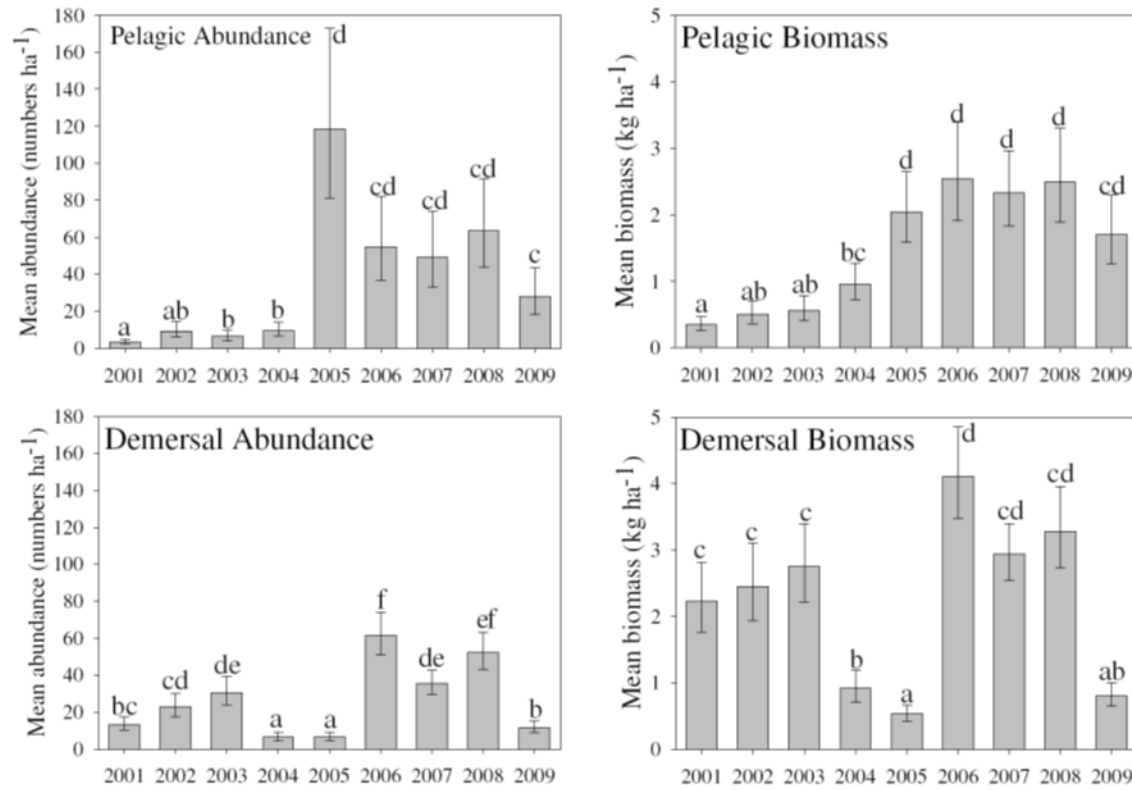 Pelagic Abundance
Mean abundance (numbers ha-1)
180
160
140
120
100
80
60
40
20
0
a
ab
b
b
d
cd
cd
cd
c
2001 2002 2003 2004 2005 2006 2007 2008 2009
Pelagic Biomass
Mean biomass (kg ha-1)
5
4
3
2
1
0
a
ab
ab
bc
d
d
d
d
cd
2001 2002 2003 2004 2005 2006 2007 2008 2009
Demersal Abundance
Mean abundance (numbers ha-1)
180
160
140
120
100
80
60
40
20
0
bc
cd
de
a
a
f
de
ef
b
2001 2002 2003 2004 2005 2006 2007 2008 2009
Demersal Biomass
Mean biomass (kg ha-1)
5
4
3
2
1
0
c
c
c
b
a
d
cd
cd
ab
2001 2002 2003 2004 2005 2006 2007 2008 2009